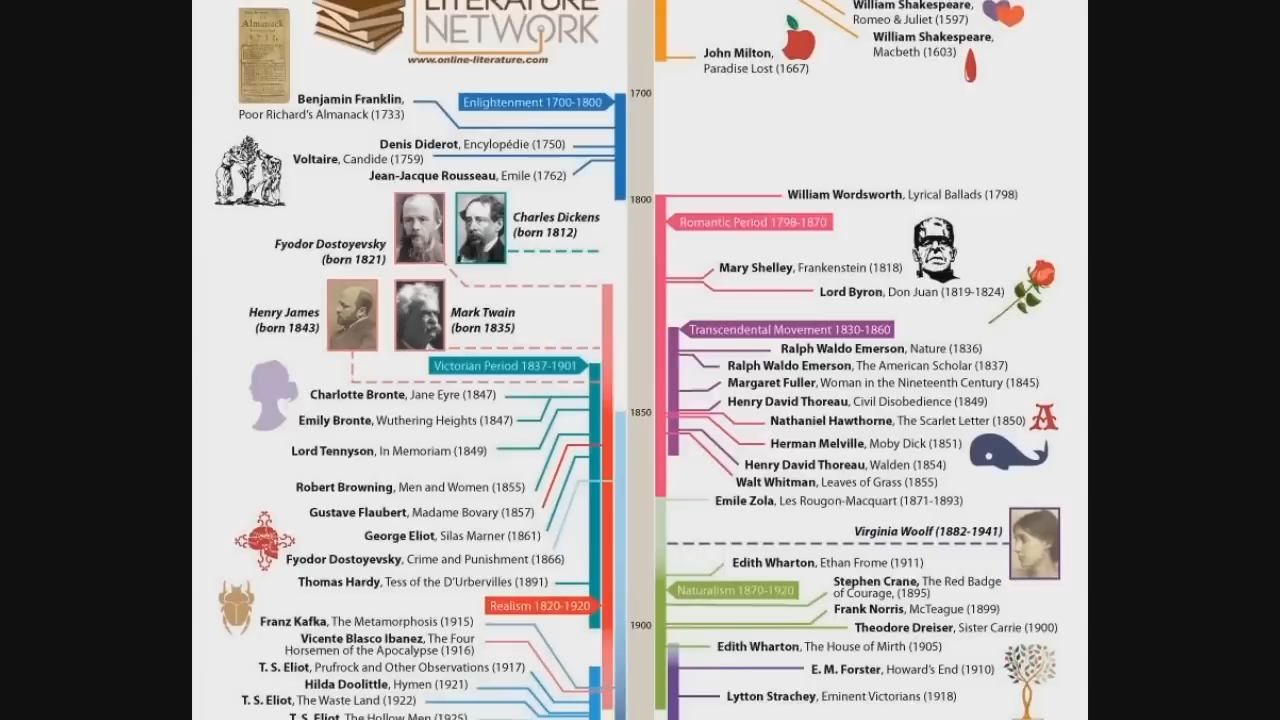 LITERATURE
NETWORK
www.online-literature.com
Almanack
William Shakespeare,
Romeo & Juliet (1597)
William Shakespeare,
Macbeth (1603)
John Milton,
Paradise Lost (1667)
1700
Benjamin Franklin,
Poor Richard's Almanack (1733)
Enlightenment 1700-1800
Denis Diderot, Encylopédie (1750)
Voltaire, Candide (1759)
Jean-Jacque Rousseau, Emile (1762)
1800
William Wordsworth, Lyrical Ballads (1798)
Romantic Period 1798-1870
Charles Dickens
(born 1812)
Fyodor Dostoyevsky
(born 1821)
Mary Shelley, Frankenstein (1818)
Lord Byron, Don Juan (1819-1824)
Henry James
(born 1843)
Mark Twain
(born 1835)
Transcendental Movement 1830-1860
Ralph Waldo Emerson, Nature (1836)
Victorian Period 1837-1901
Ralph Waldo Emerson, The American Scholar (1837)
Margaret Fuller, Woman in the Nineteenth Century (1845)
Charlotte Bronte, Jane Eyre (1847)
Henry David Thoreau, Civil Disobedience (1849)
1850
Emily Bronte, Wuthering Heights (1847)
Nathaniel Hawthorne, The Scarlet Letter (1850)
A
Herman Melville, Moby Dick (1851)
Lord Tennyson, In Memoriam (1849)
Henry David Thoreau, Walden (1854)
Walt Whitman, Leaves of Grass (1855)
Robert Browning, Men and Women (1855)
Emile Zola, Les Rougon-Macquart (1871-1893)
Gustave Flaubert, Madame Bovary (1857)
Virginia Woolf (1882-1941)
George Eliot, Silas Marner (1861)
Fyodor Dostoyevsky, Crime and Punishment (1866)
Edith Wharton, Ethan Frome (1911)
Thomas Hardy, Tess of the D'Urbervilles (1891)
Naturalism 1870-1920
Stephen Crane, The Red Badge
of Courage, (1895)
Realism 1820-1920
Frank Norris, McTeague (1899)
Franz Kafka, The Metamorphosis (1915)
1900
Theodore Dreiser, Sister Carrie (1900)
Vicente Blasco Ibanez, The Four
Horsemen of the Apocalypse (1916)
Edith Wharton, The House of Mirth (1905)
T. S. Eliot, Prufrock and Other Observations (1917)
E. M. Forster, Howard's End (1910)
Hilda Doolittle, Hymen (1921)
Lytton Strachey, Eminent Victorians (1918)
T. S. Eliot, The Waste Land (1922)
T. S. Eliot, The Hollow Men (1925)